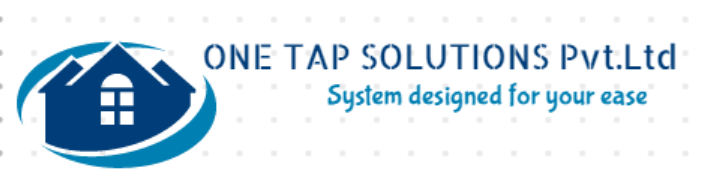 ONE TAP SOLUTIONS Pvt.Ltd
System designed for your ease